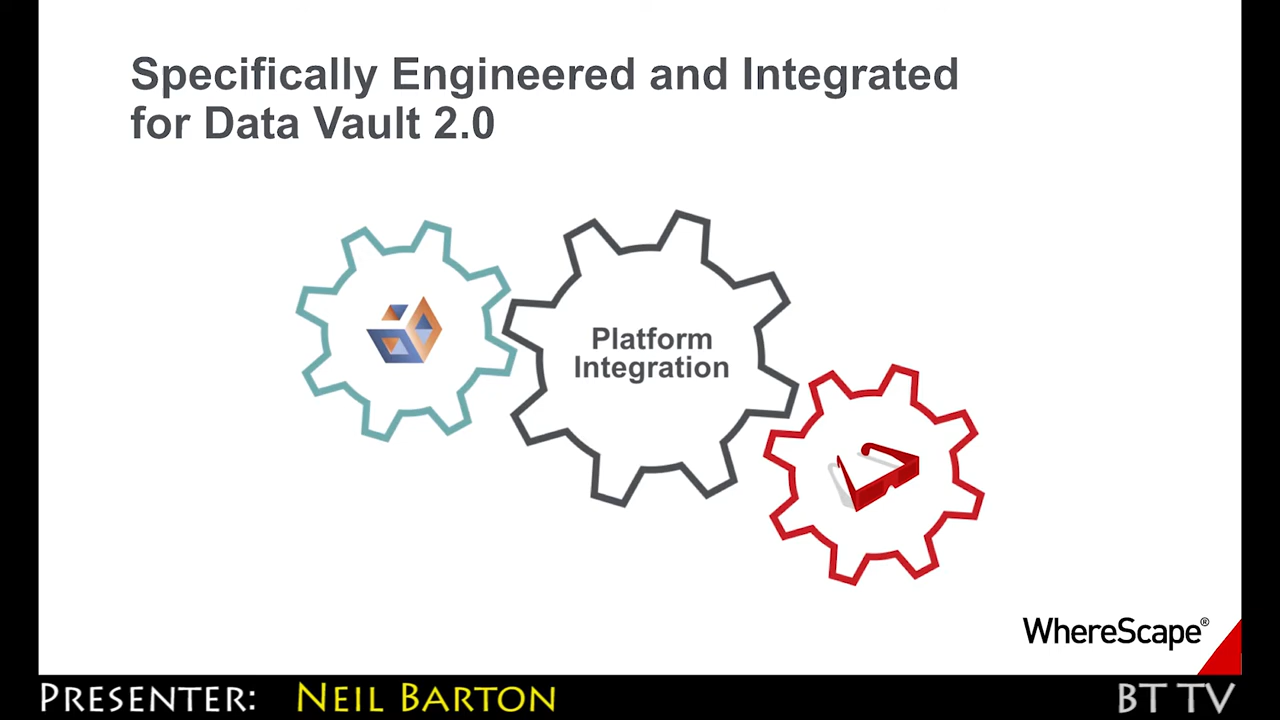 Specifically Engineered and Integrated
for Data Vault 2.0
Platform
Integration
WhereScape®
PRESENTER: NEIL BARTON
BT TV